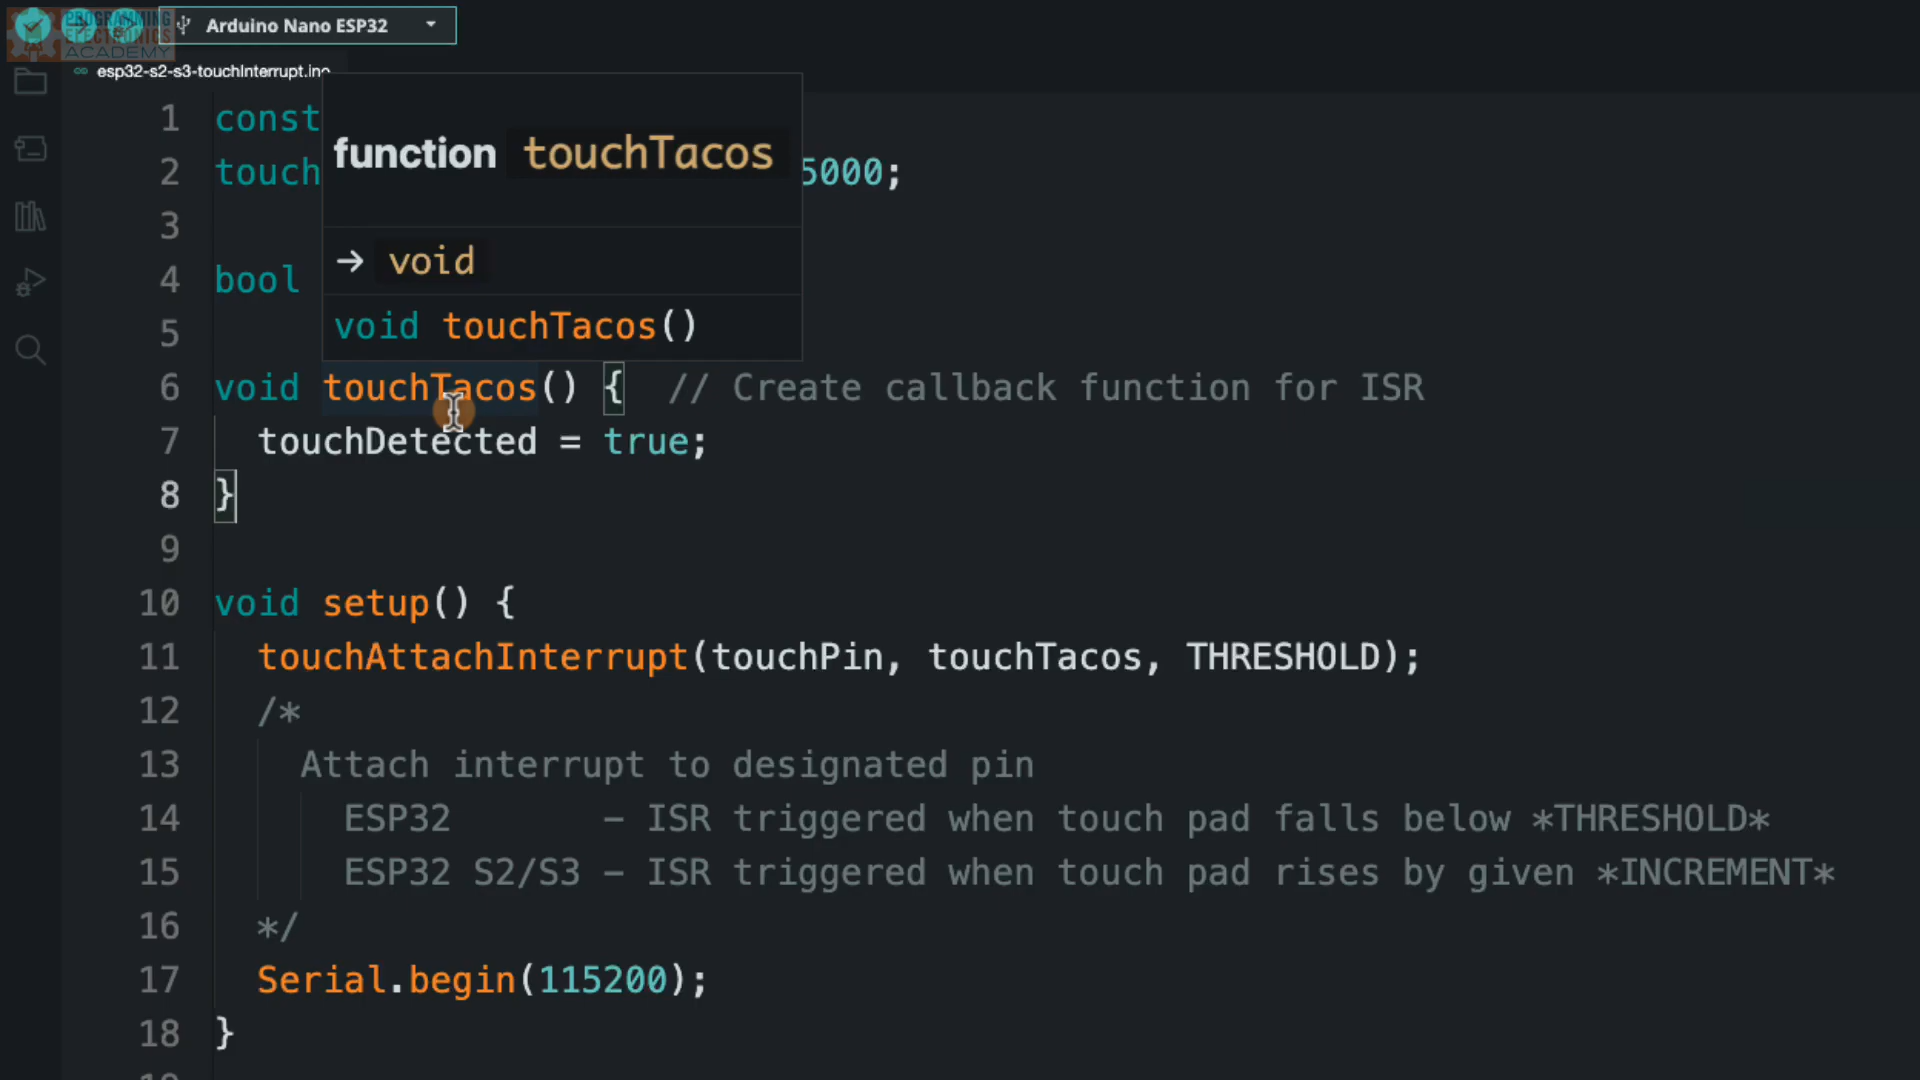 PROGRAMMING
ELECTRONICS
ACADEMY
Arduino Nano ESP32
esp32-s2-s3-touchInterrupt.ino
function touchTacos
→ void
void touchTacos()
1 const
2 touch 5000;
3
4 bool
5
6 void touchTacos() { // Create callback function for ISR
7 touchDetected = true;
8 }
9
10 void setup() {
11 touchAttachInterrupt(touchPin, touchTacos, THRESHOLD);
12 /*
13 Attach interrupt to designated pin
14 ESP32 – ISR triggered when touch pad falls below *THRESHOLD*
15 ESP32 S2/S3 – ISR triggered when touch pad rises by given *INCREMENT*
16 */
17 Serial.begin(115200);
18 }